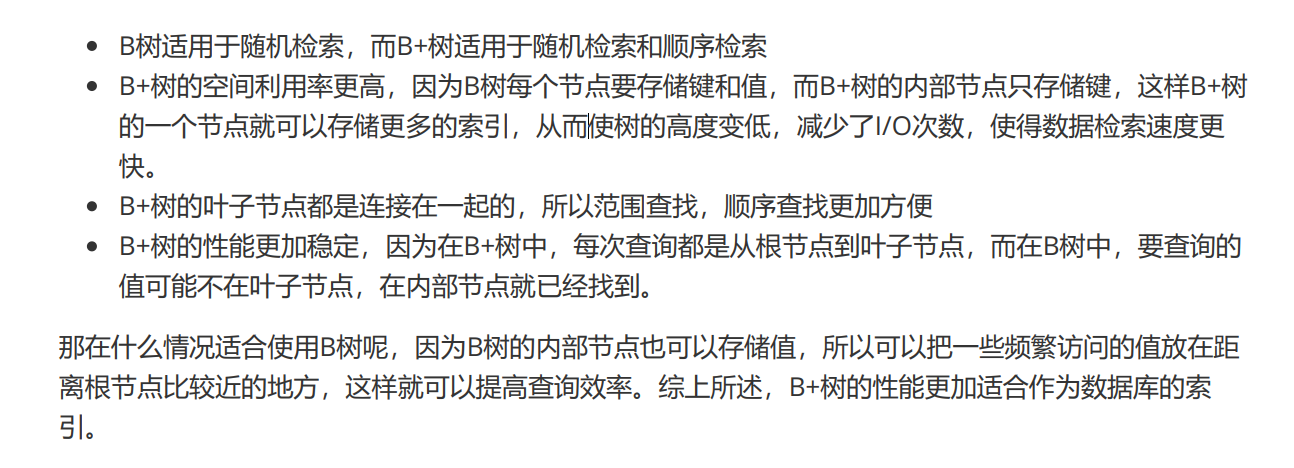 • B树适用于随机检索，而B+树适用于随机检索和顺序检索
• B+树的空间利用率更高，因为B树每个节点要存储键和值，而B+树的内部节点只存储键，这样B+树
的一个节点就可以存储更多的索引，从而使树的高度变低，减少了I/O次数，使得数据检索速度更
快。
• B+树的叶子节点都是连接在一起的，所以范围查找，顺序查找更加方便
• B+树的性能更加稳定，因为在B+树中，每次查询都是从根节点到叶子节点，而在B树中，要查询的
值可能不在叶子节点，在内部节点就已经找到。
那在什么情况适合使用B树呢，因为B树的内部节点也可以存储值，所以可以把一些频繁访问的值放在距
离根节点比较近的地方，这样就可以提高查询效率。综上所述，B+树的性能更加适合作为数据库的索
引。